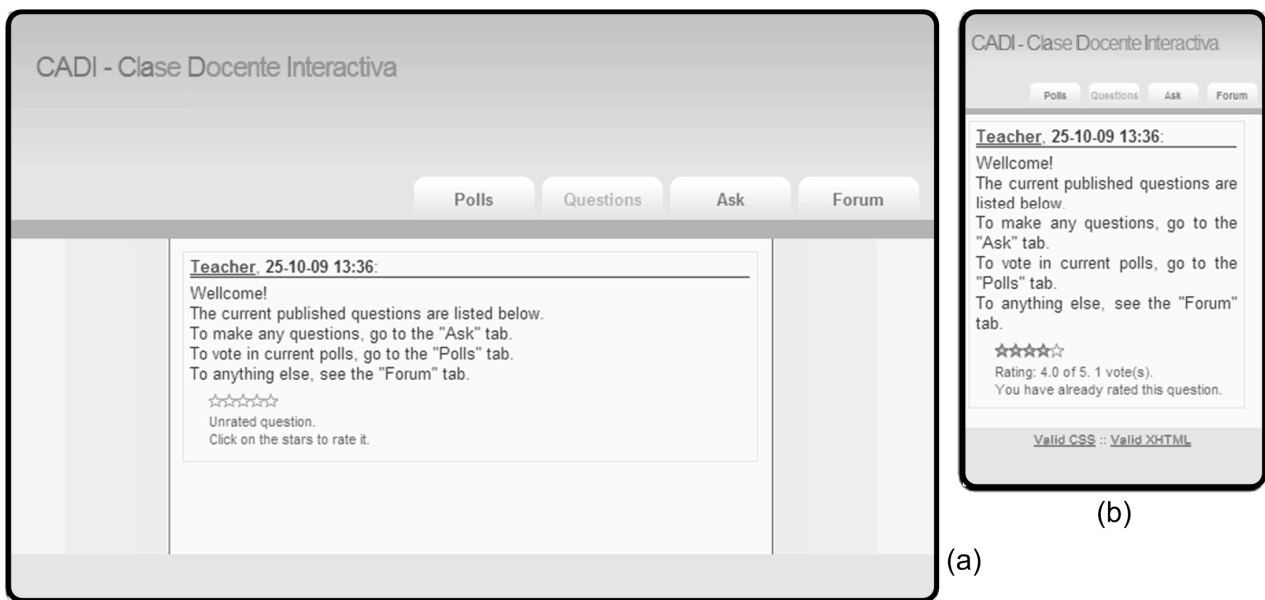 CADI - Clase Docente Interactiva
Polls Questions Ask Forum
Teacher, 25-10-09 13:36:
Wellcome!
The current published questions are listed below.
To make any questions, go to the "Ask" tab.
To vote in current polls, go to the "Polls" tab.
To anything else, see the "Forum" tab.
Unrated question.
Click on the stars to rate it.
(a)
CADI - Clase Docente Interactiva
Polls Questions Ask Forum
Teacher, 25-10-09 13:36:
Wellcome!
The current published questions are
listed below.
To make any questions, go to the
"Ask" tab.
To vote in current polls, go to the
"Polls" tab.
To anything else, see the "Forum"
tab.
Rating: 4.0 of 5. 1 vote(s).
You have already rated this question.
Valid CSS :: Valid XHTML
(b)